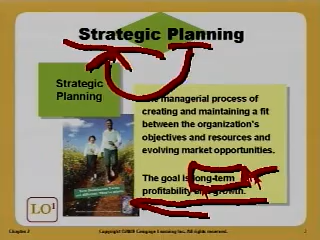 Strategic Planning
Strategic
Planning
The managerial process of
creating and maintaining a fit
between the organization's
objectives and resources and
evolving market opportunities.
The goal is long-term
profitability and growth.
LO1
Chapter 2
Copyright ©2009 Cengage Learning Inc. All rights reserved.
2